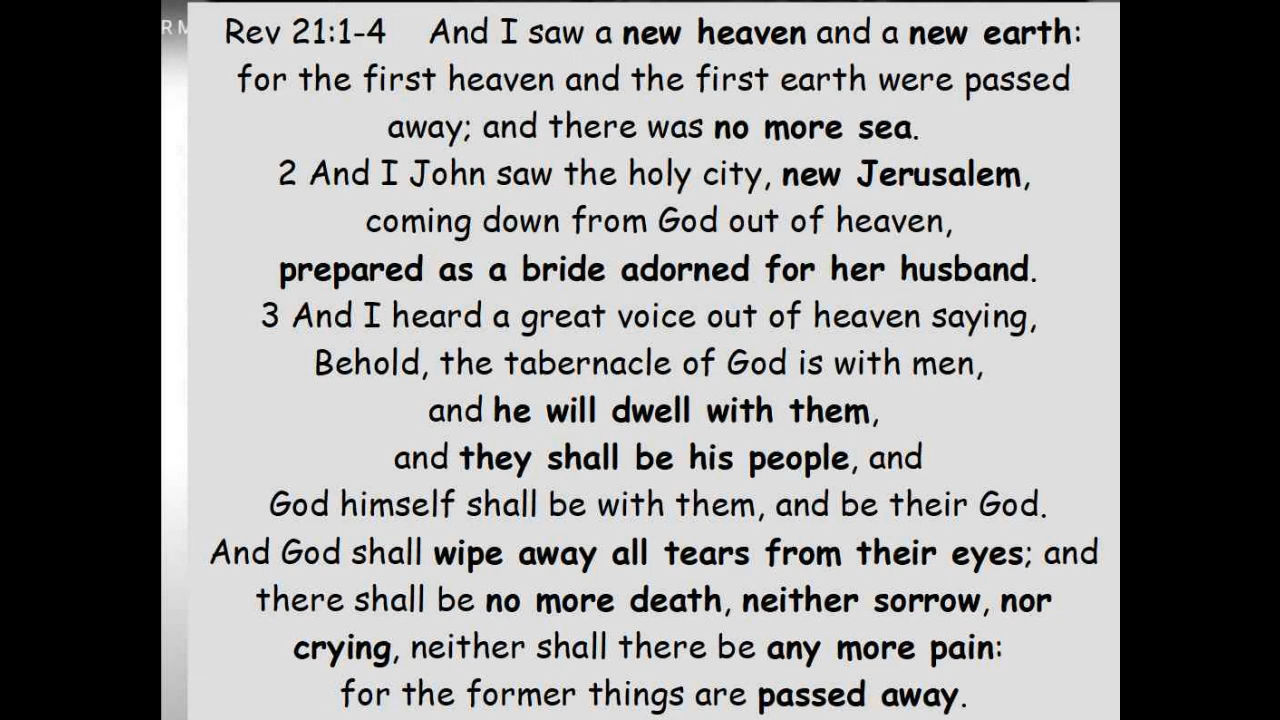 R M
Rev 21:1-4 And I saw a new heaven and a new earth:
for the first heaven and the first earth were passed
away; and there was no more sea.
2 And I John saw the holy city, new Jerusalem,
coming down from God out of heaven,
prepared as a bride adorned for her husband.
3 And I heard a great voice out of heaven saying,
Behold, the tabernacle of God is with men,
and he will dwell with them,
and they shall be his people, and
God himself shall be with them, and be their God.
And God shall wipe away all tears from their eyes; and
there shall be no more death, neither sorrow, nor
crying, neither shall there be any more pain:
for the former things are passed away.